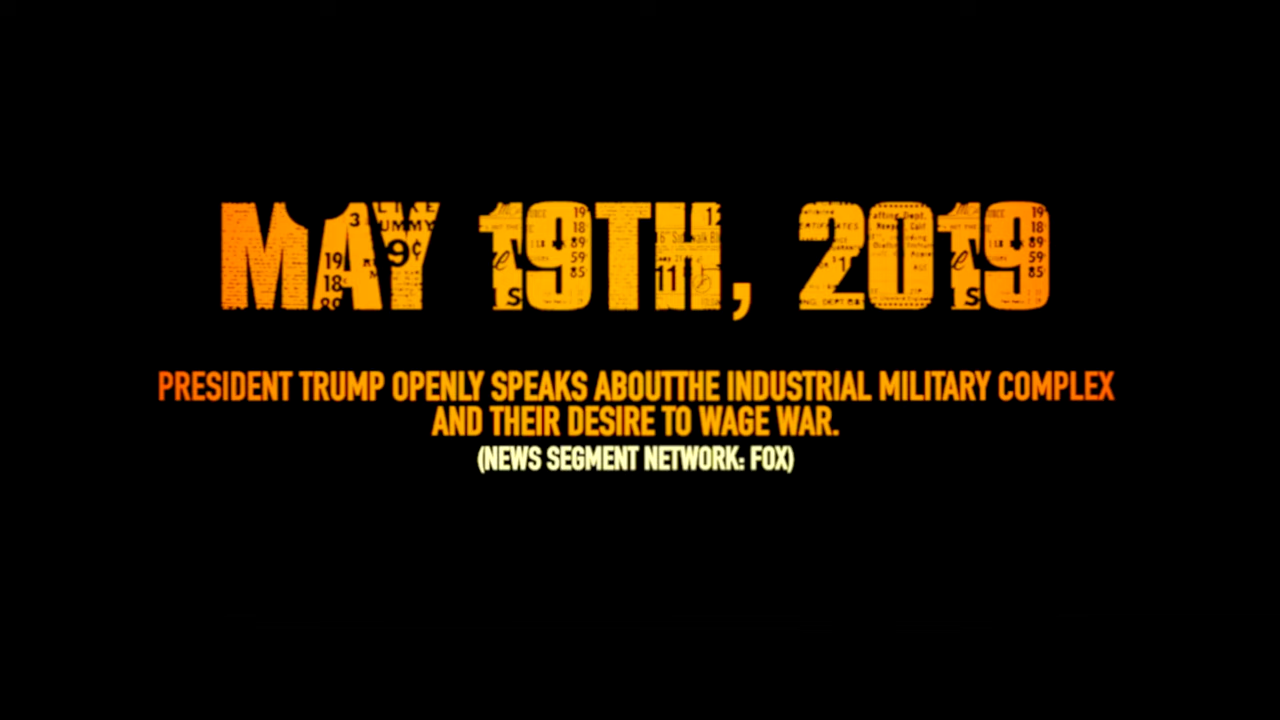 MAY 19TH, 2019
PRESIDENT TRUMP OPENLY SPEAKS ABOUTTHE INDUSTRIAL MILITARY COMPLEX
AND THEIR DESIRE TO WAGE WAR.
(NEWS SEGMENT NETWORK: FOX)